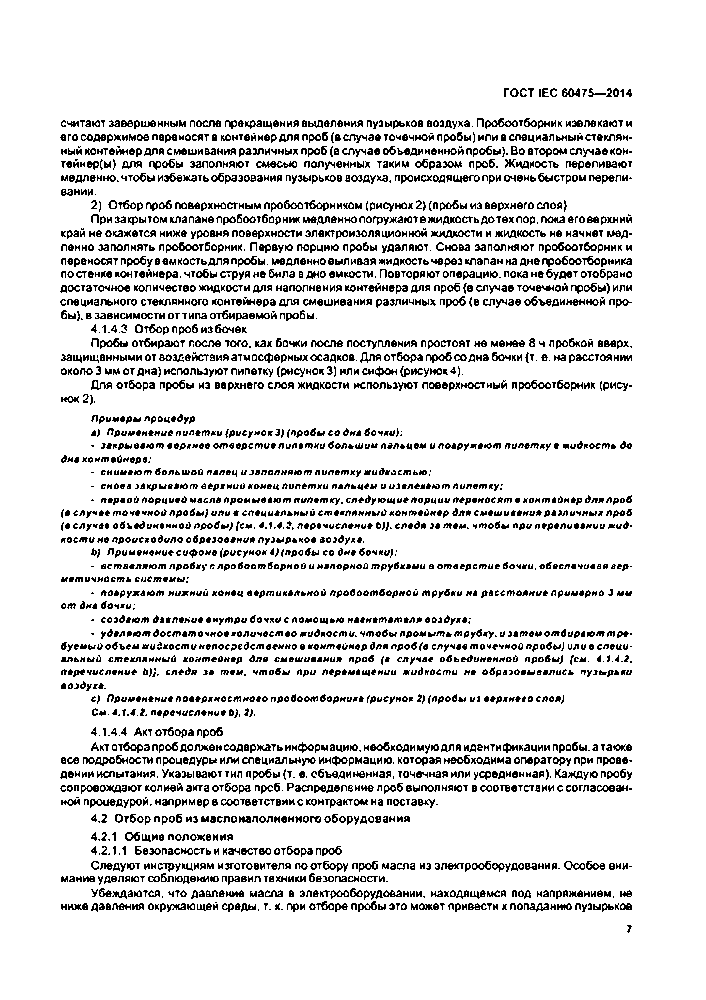 ГОСТ IEC 60475—2014
считают завершенным после прекращения выделения пузырьков воздуха. Пробоотборник извлекают и
его содержимое переносят в контейнер для проб (в случае точечной пробы) или в специальный стеклян-
ный контейнер для смешивания различных проб (в случае объединенной пробы). Во втором случае кон-
тейнер(ы) для пробы заполняют смесью полученных таким образом проб. Жидкость переливают
медленно, чтобы избежать образования пузырьков воздуха, происходящего при очень быстром перели-
вании.
2) Отбор проб поверхностным пробоотборником (рисунок 2) (пробы из верхнего слоя)
При закрытом клапане пробоотборник медленно погружают в жидкость до тех пор, пока его верхний
край не окажется ниже уровня поверхности электроизоляционной жидкости и жидкость не начнет мед-
ленно заполнять пробоотборник. Первую порцию пробы удаляют. Снова заполняют пробоотборник и
переносят пробу в емкость для пробы, медленно выливая жидкость через клапан на дне пробоотборника
по стенке контейнера, чтобы струя не била в дно емкости. Повторяют операцию, пока не будет отобрано
достаточное количество жидкости для наполнения контейнера для проб (в случае точечной пробы) или
специального стеклянного контейнера для смешивания различных проб (в случае объединенной про-
бы), в зависимости от типа отбираемой пробы.
4.1.4.3 Отбор проб из бочек
Пробы отбирают после того, как бочки после поступления простоят не менее 8 ч пробкой вверх,
защищенными от воздействия атмосферных осадков. Для отбора проб со дна бочки (т. е. на расстоянии
около 3 мм от дна) используют пипетку (рисунок 3) или сифон (рисунок 4).
Для отбора пробы из верхнего слоя жидкости используют поверхностный пробоотборник (рису-
нок 2).
Примеры процедур
a) Применение пипетки (рисунок 3) (пробы со дна бочки):
- закрывают верхнее отверстие пипетки большим пальцем и погружают пипетку в жидкость до
дна контейнера;
- снимают большой палец и заполняют пипетку жидкостью;
- снова закрывают верхний конец пипетки пальцем и извлекают пипетку;
- первой порцией масла промывают пипетку, следующие порции переносят в контейнер для проб
(в случае точечной пробы) или в специальный стеклянный контейнер для смешивания различных проб
(в случае объединенной пробы) [см. 4.1.4.2, перечисление b)], следя за тем, чтобы при переливании жид-
кости не происходило образования пузырьков воздуха.
b) Применение сифона (рисунок 4) (пробы со дна бочки):
- вставляют пробку с пробоотборной и напорной трубками в отверстие бочки, обеспечивая гер-
метичность системы;
- погружают нижний конец вертикальной пробоотборной трубки на расстояние примерно 3 мм
от дна бочки;
- создают давление внутри бочки с помощью нагнетателя воздуха;
- удаляют достаточное количество жидкости, чтобы промыть трубку, и затем отбирают тре-
буемый объем жидкости непосредственно в контейнер для проб (в случае точечной пробы) или в специ-
альный стеклянный контейнер для смешивания проб (в случае объединенной пробы) [см. 4.1.4.2,
перечисление b)], следя за тем, чтобы при перемещении жидкости не образовывались пузырьки
воздуха.
c) Применение поверхностного пробоотборника (рисунок 2) (пробы из верхнего слоя)
См. 4.1.4.2, перечисление b), 2).
4.1.4.4 Акт отбора проб
Акт отбора проб должен содержать информацию, необходимую для идентификации пробы, а также
все подробности процедуры или специальную информацию, которая необходима оператору при прове-
дении испытания. Указывают тип пробы (т. е. объединенная, точечная или усредненная). Каждую пробу
сопровождают копией акта отбора проб. Распределение проб выполняют в соответствии с согласован-
ной процедурой, например в соответствии с контрактом на поставку.
4.2 Отбор проб из маслонаполненного оборудования
4.2.1 Общие положения
4.2.1.1 Безопасность и качество отбора проб
Следуют инструкциям изготовителя по отбору проб масла из электрооборудования. Особое вни-
мание уделяют соблюдению правил техники безопасности.
Убеждаются, что давление масла в электрооборудовании, находящемся под напряжением, не
ниже давления окружающей среды, т. к. при отборе пробы это может привести к попаданию пузырьков
7